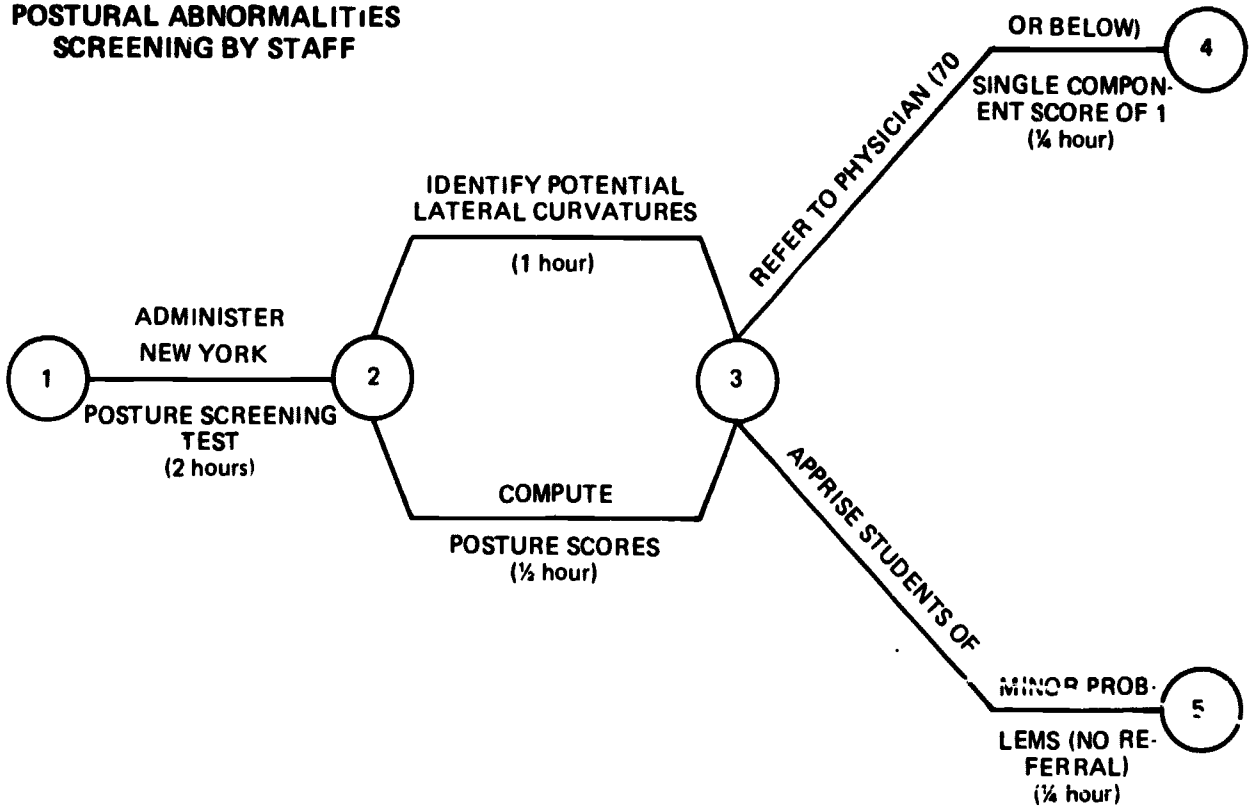 POSTURAL ABNORMALITIES
SCREENING BY STAFF
1
ADMINISTER
NEW YORK
POSTURE SCREENING
TEST
(2 hours)
2
IDENTIFY POTENTIAL
LATERAL CURVATURES
(1 hour)
COMPUTE
POSTURE SCORES
(½ hour)
3
REFER TO PHYSICIAN (70
OR BELOW)
SINGLE COMPON-
ENT SCORE OF 1
(¼ hour)
4
APPRISE STUDENTS OF
MINOR PROB-
LEMS (NO RE-
FERRAL)
(¼ hour)
5